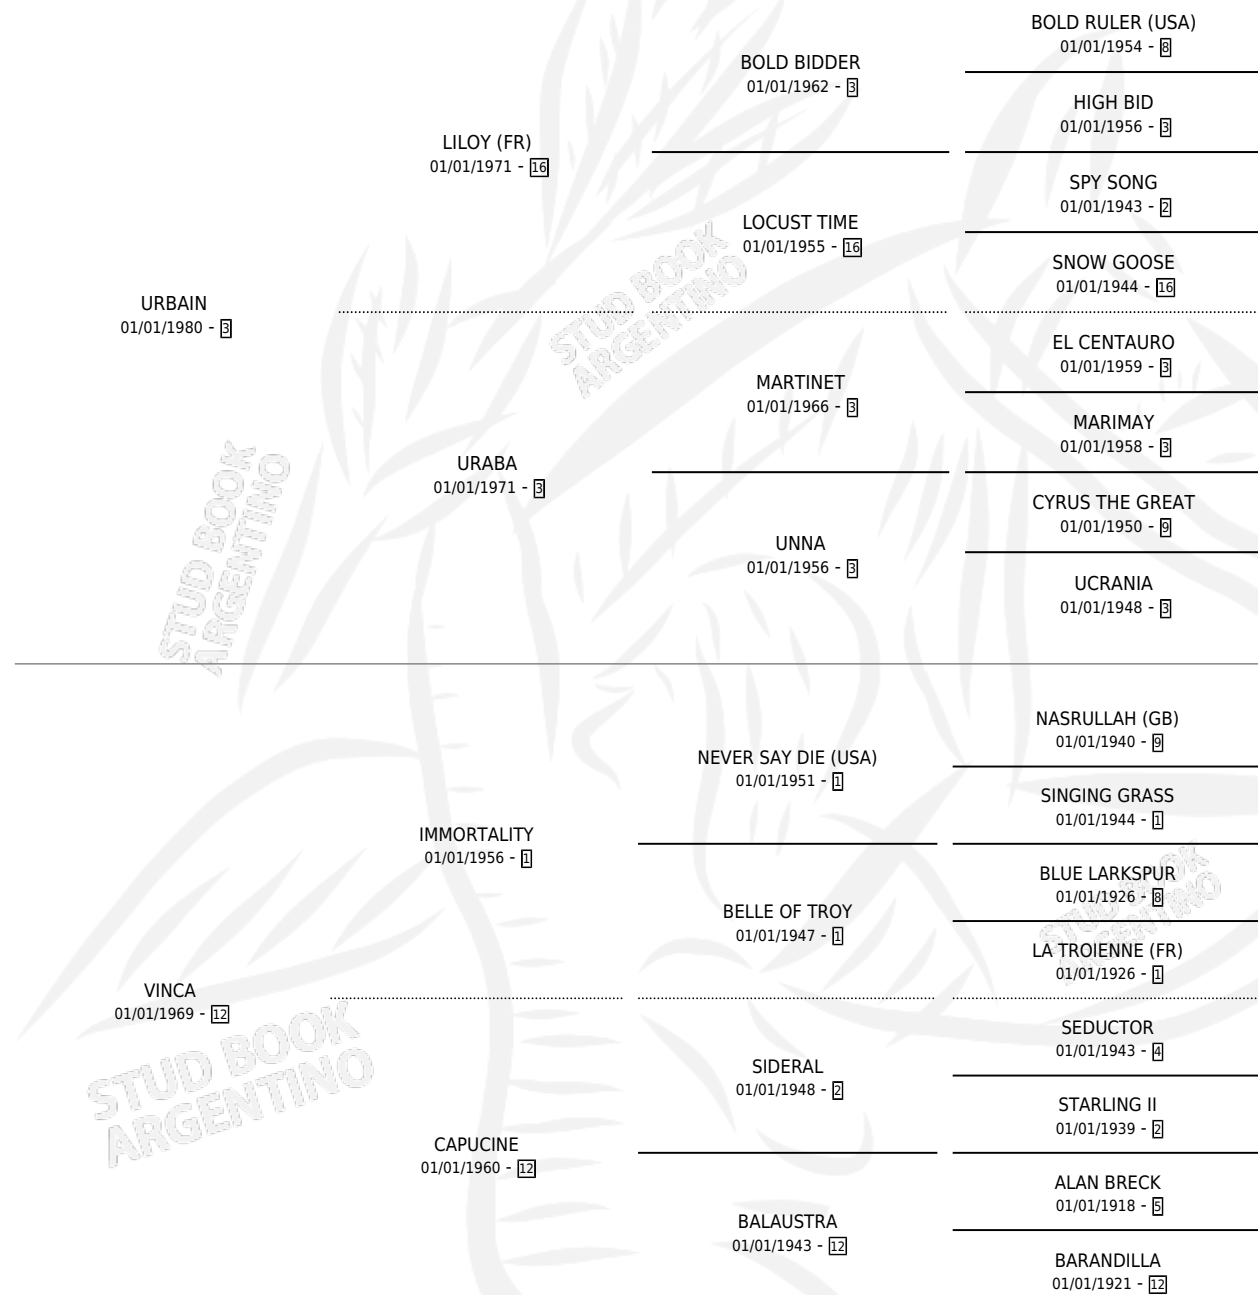 BOLD RULER (USA)
01/01/1954 - 8
BOLD BIDDER
01/01/1962 - 3
HIGH BID
01/01/1956 - 3
LILOY (FR)
01/01/1971 - 16
SPY SONG
01/01/1943 - 2
LOCUST TIME
01/01/1955 - 16
SNOW GOOSE
01/01/1944 - 16
URBAIN
01/01/1980 - 3
STUD BOOK
ARGENTINO
EL CENTAURO
01/01/1959 - 3
MARTINET
01/01/1966 - 3
MARIMAY
01/01/1958 - 3
URABA
01/01/1971 - 3
CYRUS THE GREAT
01/01/1950 - 9
UNNA
01/01/1956 - 3
UCRANIA
01/01/1948 - 3
STUD BOOK
ARGENTINO
NASRULLAH (GB)
01/01/1940 - 9
NEVER SAY DIE (USA)
01/01/1951 - 1
SINGING GRASS
01/01/1944 - 1
IMMORTALITY
01/01/1956 - 1
BLUE LARKSPUR
01/01/1926 - 8
BELLE OF TROY
01/01/1947 - 1
STUD BOOK
ARGENTINO
LA TROIENNE (FR)
01/01/1926 - 1
VINCA
01/01/1969 - 12
STUD BOOK
ARGENTINO
SEDUCTOR
01/01/1943 - 4
SIDERAL
01/01/1948 - 2
STARLING II
01/01/1939 - 2
CAPUCINE
01/01/1960 - 12
ALAN BRECK
01/01/1918 - 5
BALAUSTRA
01/01/1943 - 12
BARANDILLA
01/01/1921 - 12